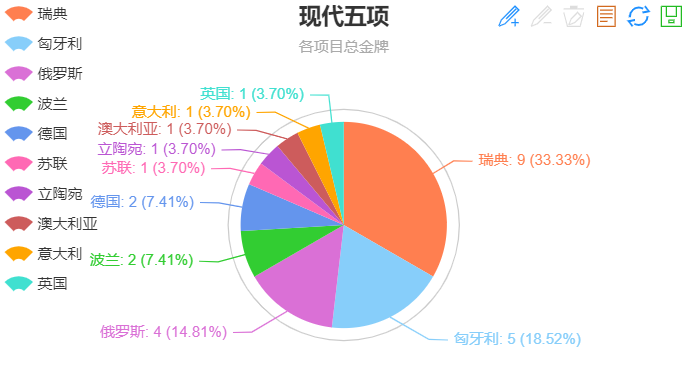 现代五项
各项目总金牌
瑞典
匈牙利
俄罗斯
波兰
德国
苏联
立陶宛
澳大利亚
意大利
英国
英国: 1 (3.70%)
意大利: 1 (3.70%)
澳大利亚: 1 (3.70%)
立陶宛: 1 (3.70%)
苏联: 1 (3.70%)
德国: 2 (7.41%)
波兰: 2 (7.41%)
俄罗斯: 4 (14.81%)
瑞典: 9 (33.33%)
匈牙利: 5 (18.52%)